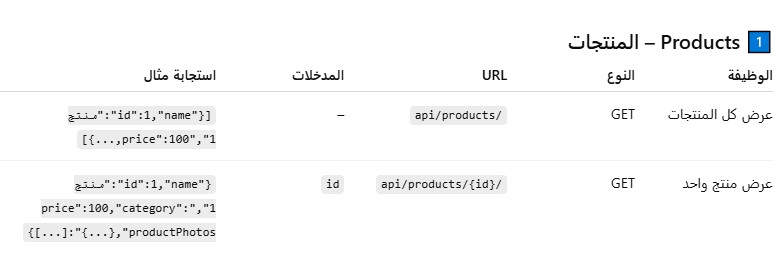 1 Products – المنتجات
الوظيفة النوع URL المدخلات استجابة مثال
عرض كل المنتجات GET /api/products – [{"id":1,"name":"منتج
1","price":100,...}]
عرض منتج واحد GET /api/products/{id} id {"id":1,"name":"منتج
1","price":100,"category":
{...},"productPhotos":[...]}